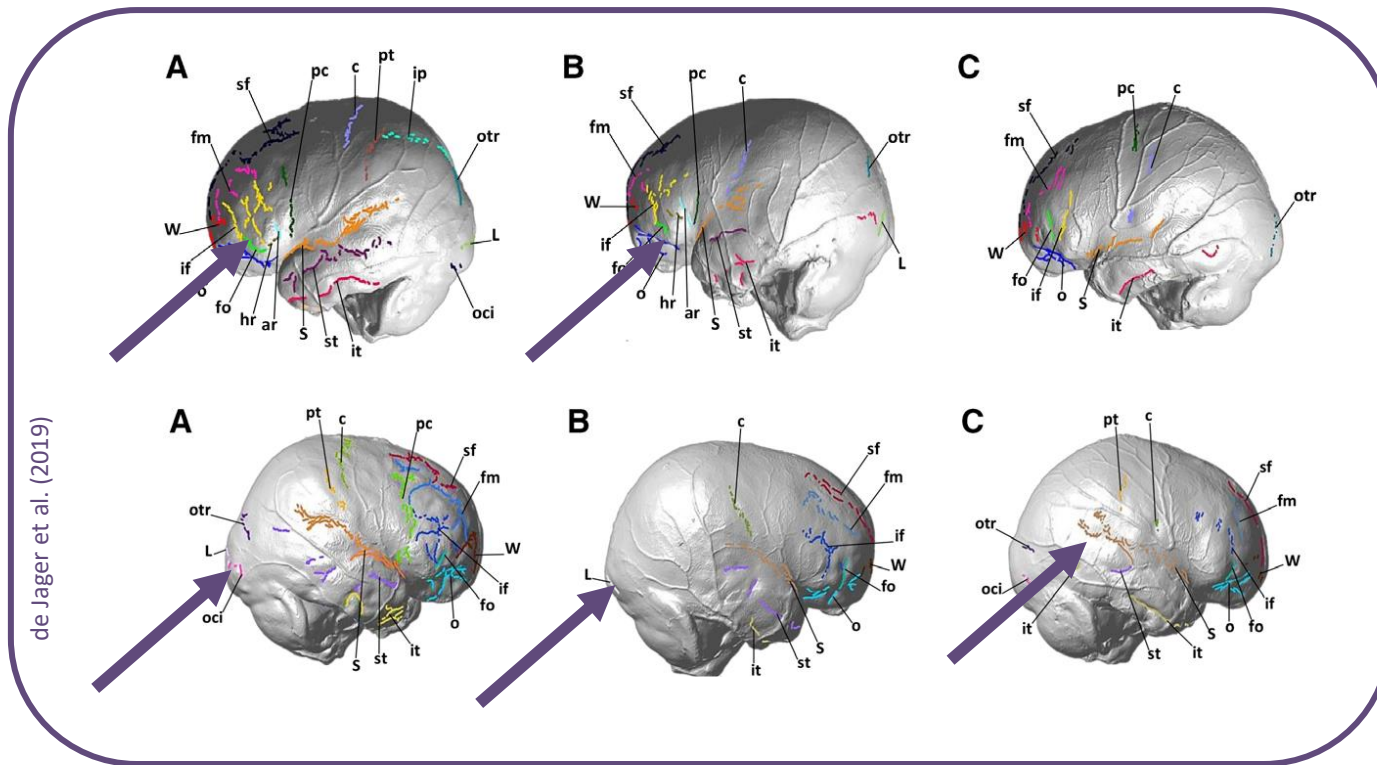 A
sf
pc
c
pt
ip
fm
otr
W
if
L
o
fo
hr
ar
S
st
it
oci
B
sf
pc
c
fm
otr
W
if
fo
o
hr
ar
S
st
it
L
C
sf
pc
c
fm
otr
W
fo
if
o
S
it
de Jager et al. (2019)
A
pt
c
pc
sf
fm
otr
L
W
if
oci
fo
o
S
st
it
B
c
sf
fm
if
W
L
fo
o
S
it
st
C
pt
c
sf
fm
otr
L
W
oci
if
it
fo
o
S
st
it